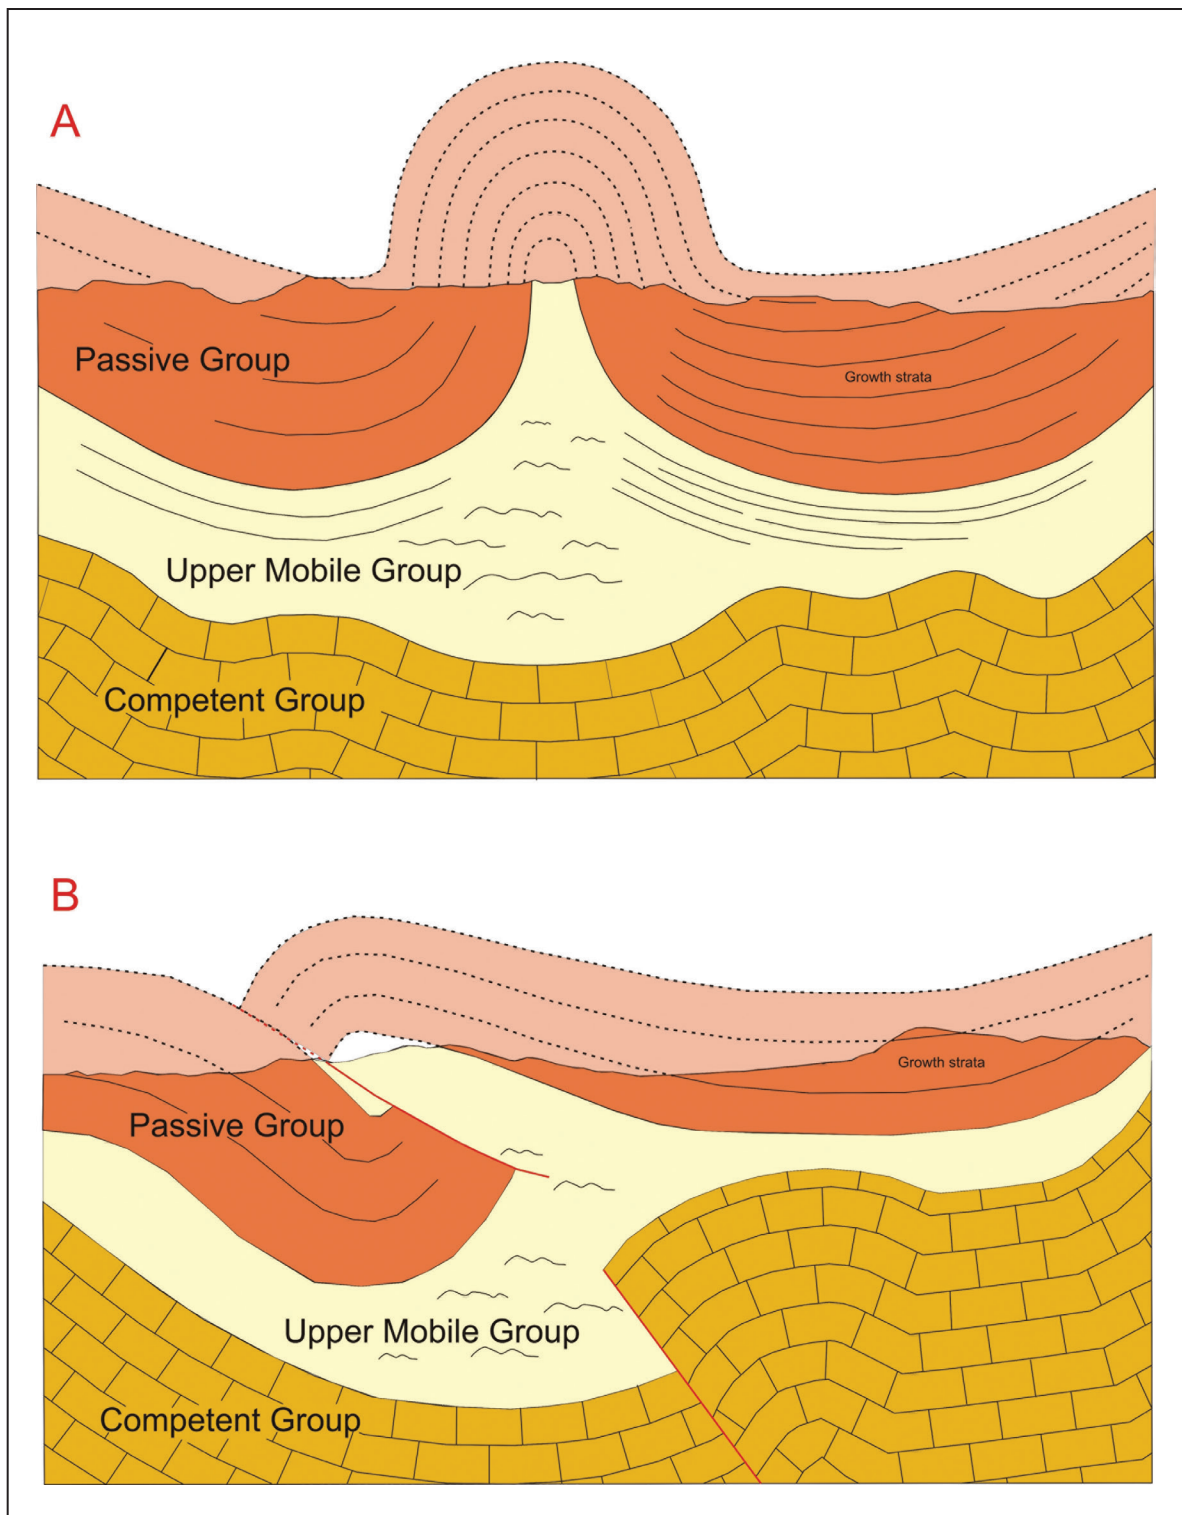 A
Passive Group
Growth strata
Upper Mobile Group
Competent Group
B
Growth strata
Passive Group
Upper Mobile Group
Competent Group